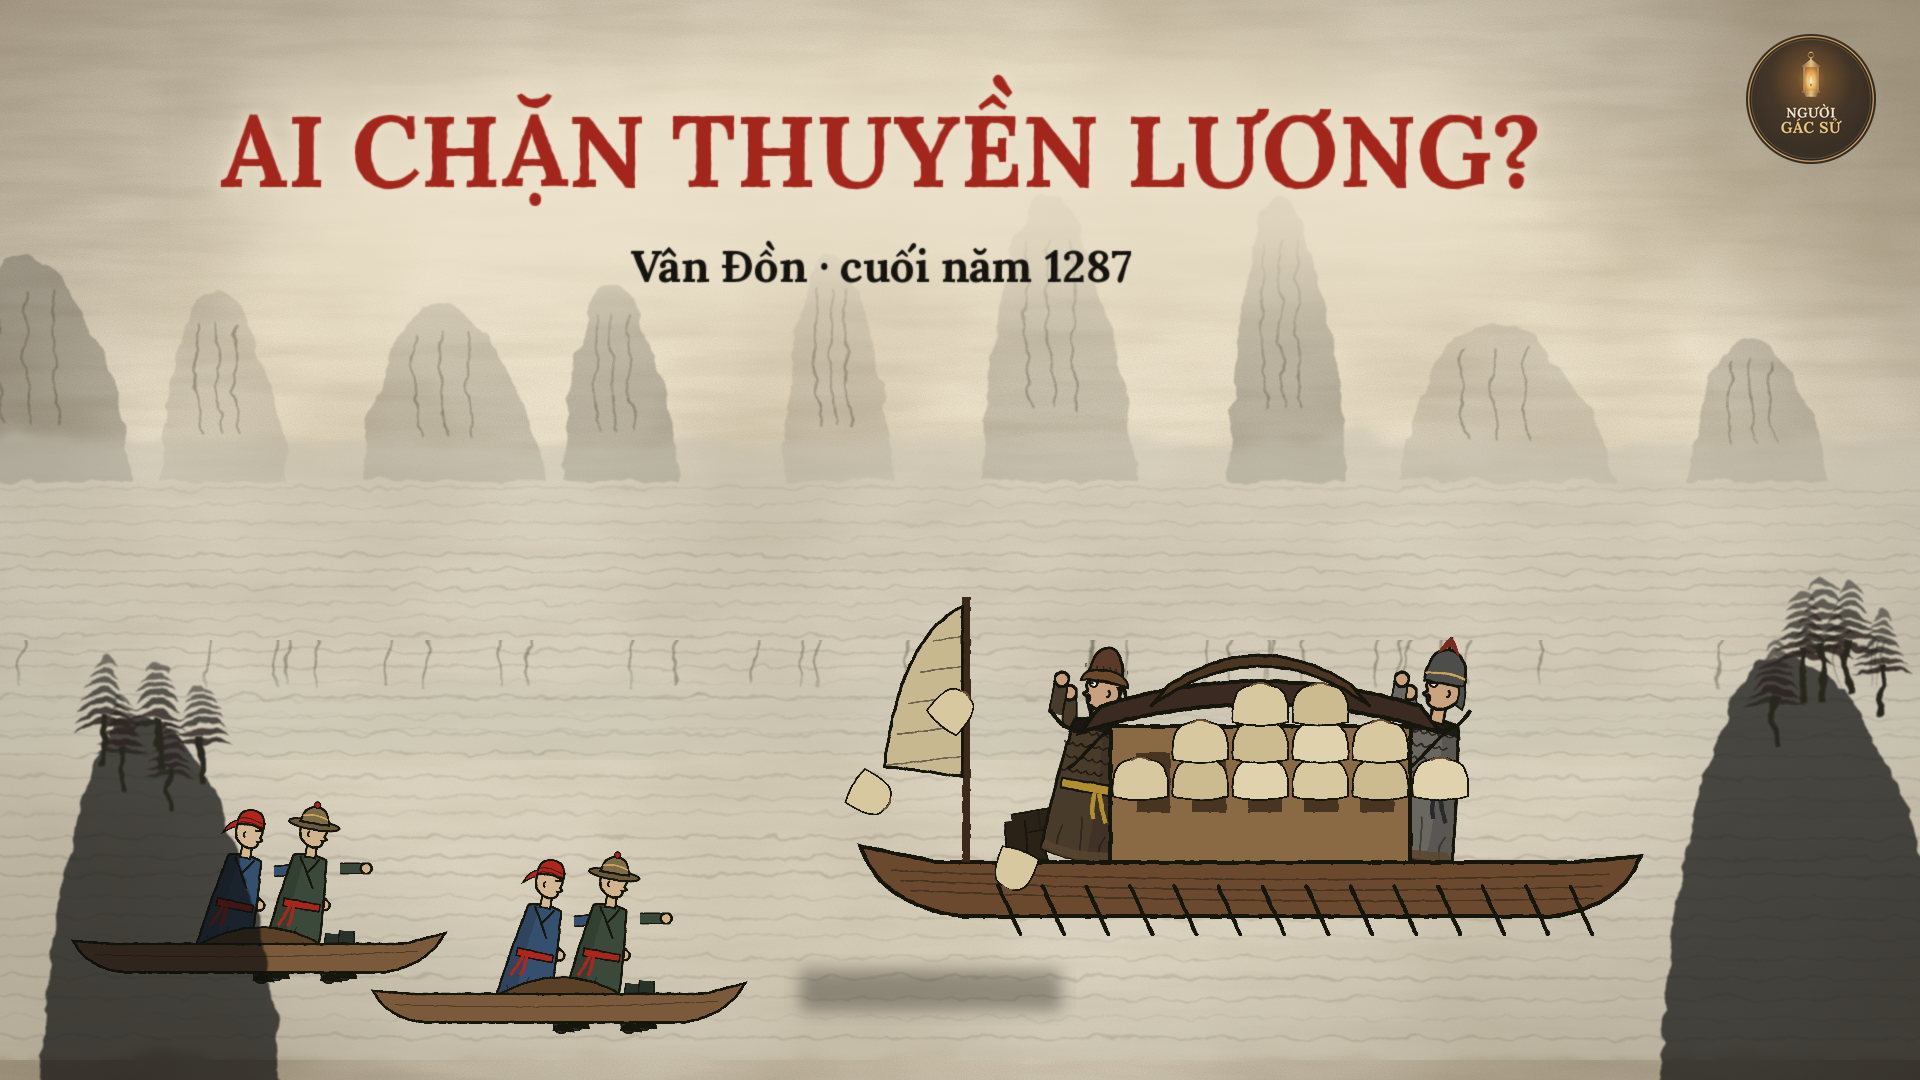 AI CHẶN THUYỀN LƯƠNG?
Vân Đồn · cuối năm 1287
NGƯỜI
GÁC SỬ